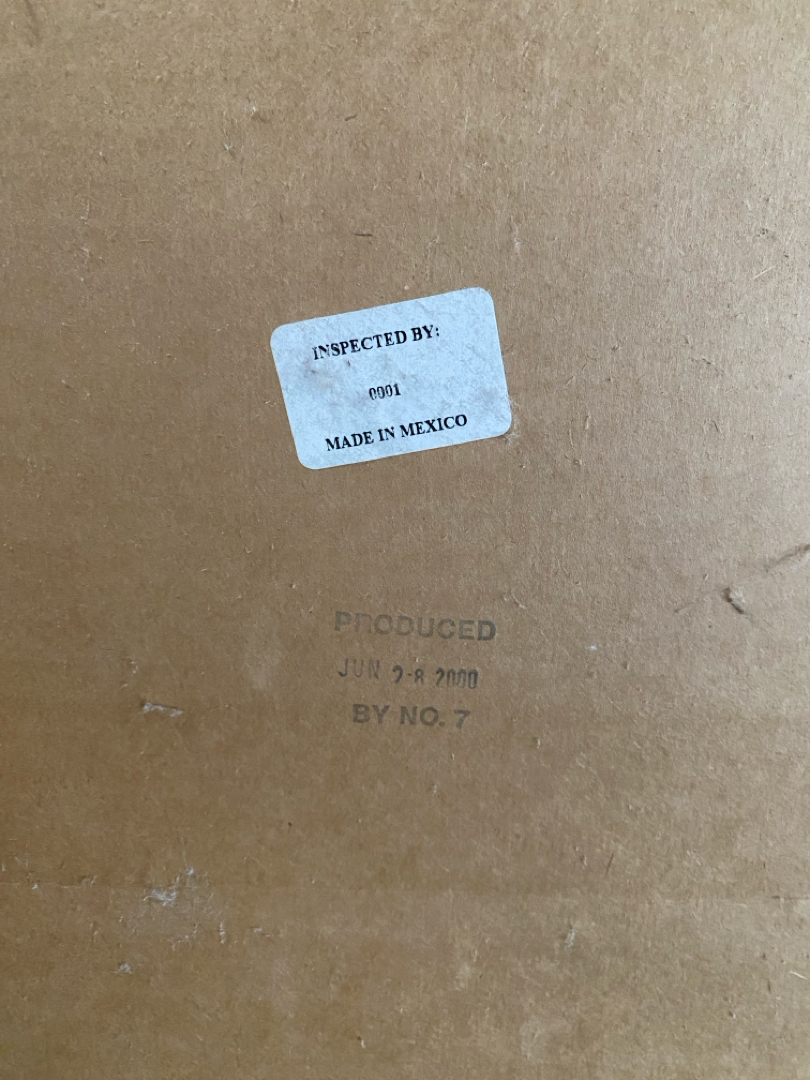 INSPECTED BY:
0001
MADE IN MEXICO
PRODUCED
JUN 2-8 2000
BY NO. 7